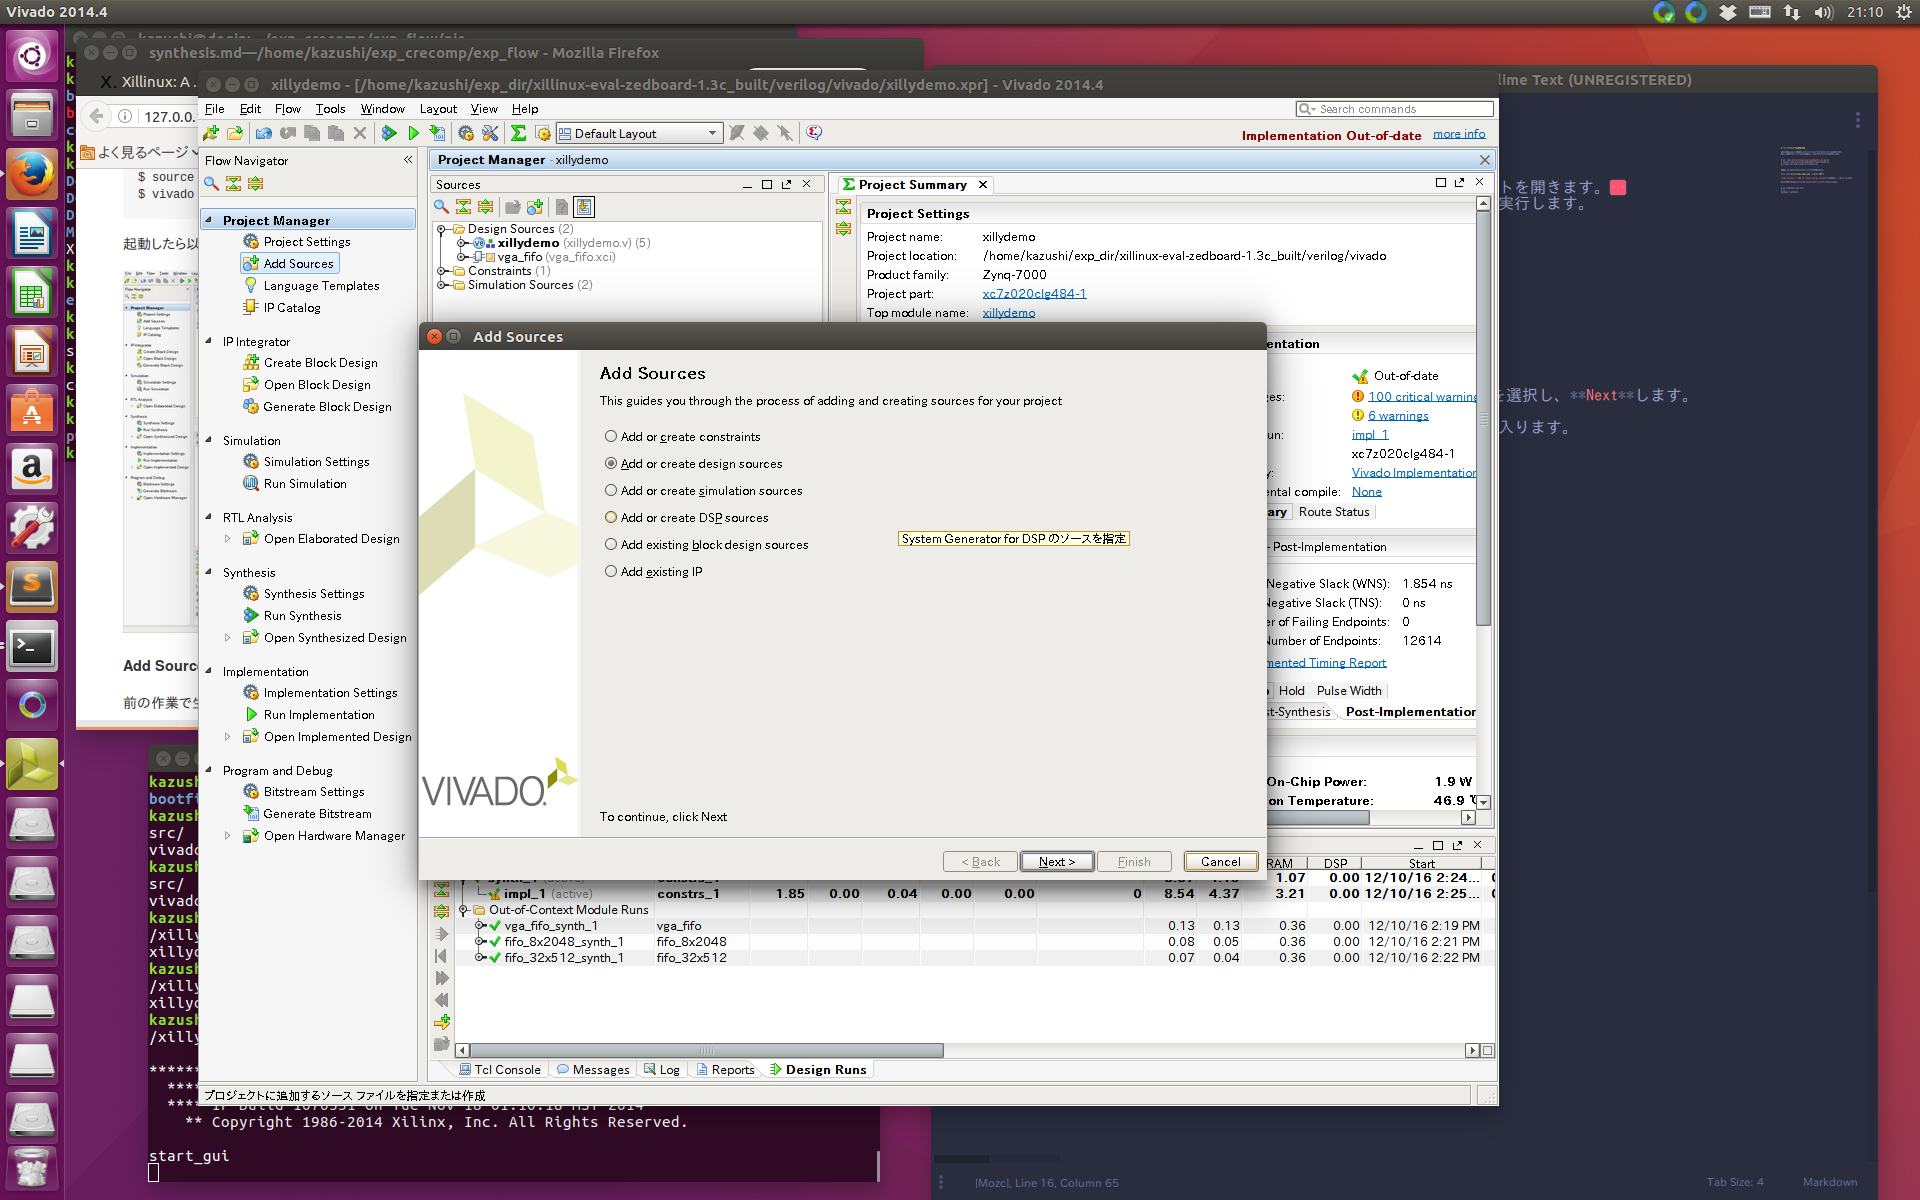 Vivado 2014.4
21:10
synthesis.md—/home/kazushi/exp_crecomp/exp_flow - Mozilla Firefox
Xillinux: A
127.0.0.
よく見るページ
$ source
$ vivado
起動したら以
Add Sourc
前の作業で生
xillydemo - [/home/kazushi/exp_dir/xillinux-eval-zedboard-1.3c_built/verilog/vivado/xillydemo.xpr] - Vivado 2014.4
File Edit Flow Tools Window Layout View Help
Search commands
Default Layout
Implementation Out-of-date more info
Flow Navigator
Project Manager
Project Settings
Add Sources
Language Templates
IP Catalog
IP Integrator
Create Block Design
Open Block Design
Generate Block Design
Simulation
Simulation Settings
Run Simulation
RTL Analysis
Open Elaborated Design
Synthesis
Synthesis Settings
Run Synthesis
Open Synthesized Design
Implementation
Implementation Settings
Run Implementation
Open Implemented Design
Program and Debug
Bitstream Settings
Generate Bitstream
Open Hardware Manager
Project Manager - xillydemo
Sources
Design Sources (2)
xillydemo (xillydemo.v) (5)
vga_fifo (vga_fifo.xci)
Constraints (1)
Simulation Sources (2)
Project Summary
Project Settings
Project name: xillydemo
Project location: /home/kazushi/exp_dir/xillinux-eval-zedboard-1.3c_built/verilog/vivado
Product family: Zynq-7000
Project part: xc7z020clg484-1
Top module name: xillydemo
Add Sources
Add Sources
This guides you through the process of adding and creating sources for your project
Add or create constraints
Add or create design sources
Add or create simulation sources
Add or create DSP sources
Add existing block design sources
Add existing IP
System Generator for DSP のソースを指定
VIVADO.
To continue, click Next
< Back
Next >
Finish
Cancel
entation
Out-of-date
es: 100 critical warning
6 warnings
un: impl_1
xc7z020clg484-1
y: Vivado Implementation
ental compile: None
ary Route Status
- Post-Implementation
Negative Slack (WNS): 1.854 ns
Negative Slack (TNS): 0 ns
er of Failing Endpoints: 0
Number of Endpoints: 12614
mented Timing Report
Hold Pulse Width
st-Synthesis Post-Implementation
On-Chip Power: 1.9 W
on Temperature: 46.9 ℃
RAM DSP Start
1.07 0.00 12/10/16 2:24...
impl_1 (active) constrs_1 1.85 0.00 0.04 0.00 0.00 0 8.54 4.37 3.21 0.00 12/10/16 2:25...
Out-of-Context Module Runs
vga_fifo_synth_1 vga_fifo 0.13 0.13 0.36 0.00 12/10/16 2:19 PM
fifo_8x2048_synth_1 fifo_8x2048 0.08 0.05 0.36 0.00 12/10/16 2:21 PM
fifo_32x512_synth_1 fifo_32x512 0.07 0.04 0.36 0.00 12/10/16 2:22 PM
Tcl Console Messages Log Reports Design Runs
プロジェクトに追加するソース ファイルを指定または作成
kazush
bootfi
kazush
src/
vivado
kazush
src/
vivado
kazush
/xilly
xillyd
kazush
/xilly
xillyd
kazush
/xilly
** Copyright 1986-2014 Xilinx, Inc. All Rights Reserved.
start_gui
lime Text (UNREGISTERED)
トを開きます。
実行します。
を選択し、**Next**します。
入ります。
[Mozc], Line 16, Column 65
Tab Size: 4
Markdown